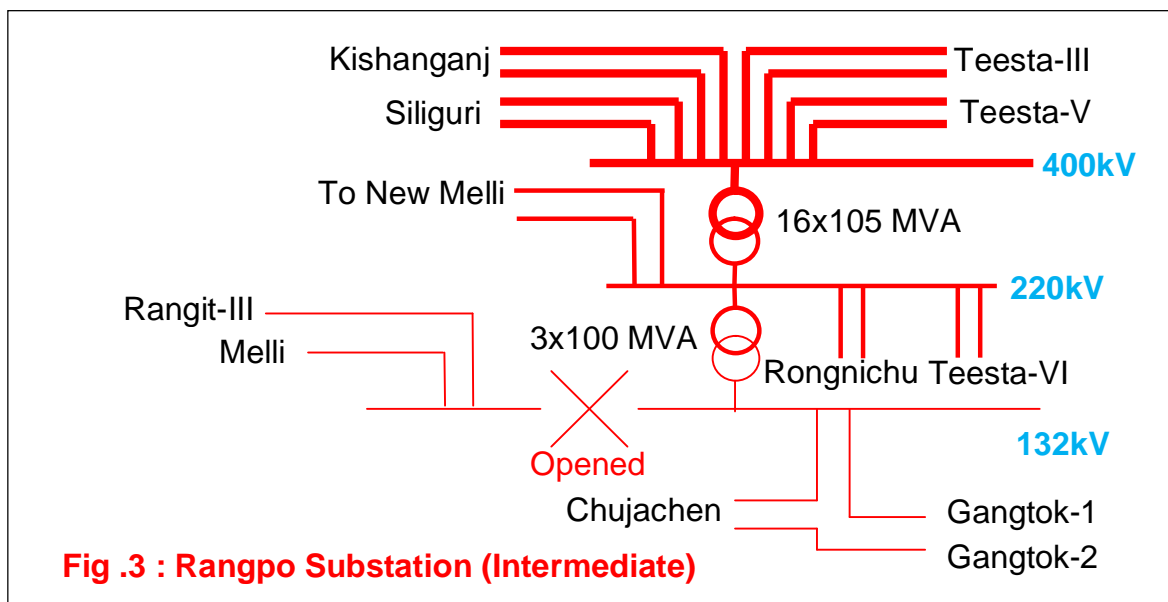 Kishanganj
Teesta-III
Siliguri
Teesta-V
400kV
To New Melli
16x105 MVA
220kV
Rangit-III
3x100 MVA
Melli
Rongnichu
Teesta-VI
132kV
Opened
Chujachen
Gangtok-1
Gangtok-2
Fig .3 : Rangpo Substation (Intermediate)